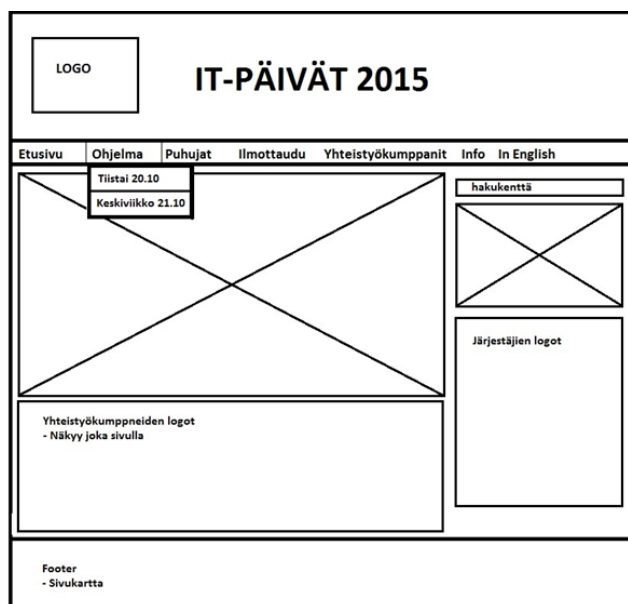 LOGO
IT-PÄIVÄT 2015
Etusivu Ohjelma Puhujat Ilmottaudu Yhteistyökumppanit Info In English
Tiistai 20.10
Keskiviikko 21.10
hakukenttä
Järjestäjien logot
Yhteistyökumppneiden logot
- Näkyy joka sivulla
Footer
- Sivukartta